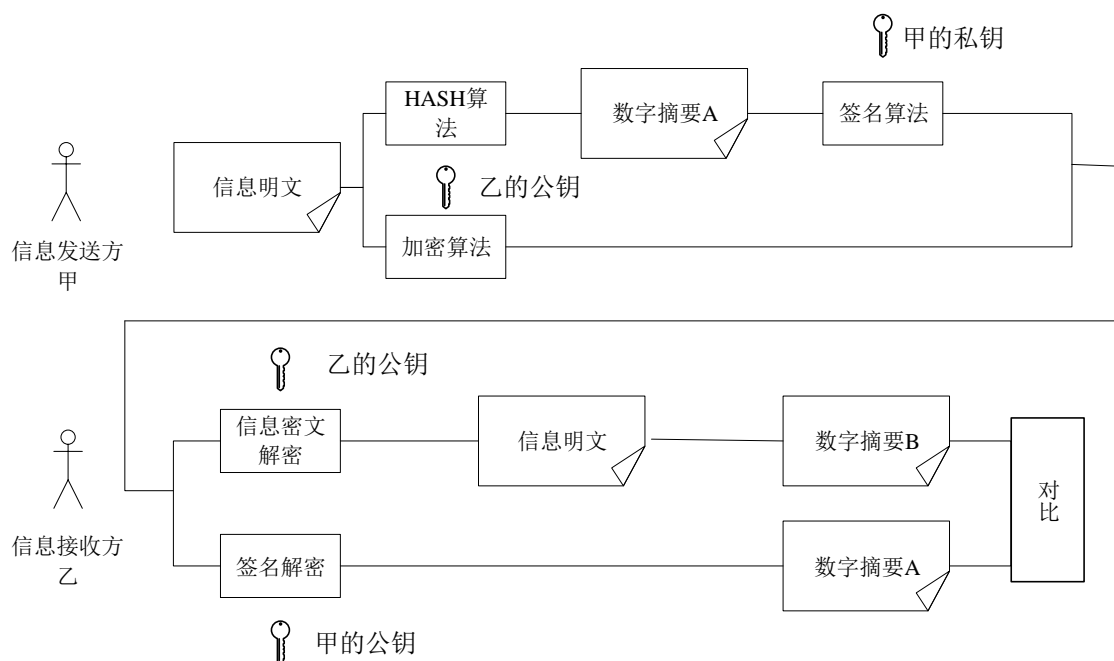 甲的私钥
HASH算
法
数字摘要A
签名算法
信息明文
乙的公钥
加密算法
信息发送方
甲
乙的公钥
信息密文
解密
信息明文
数字摘要B
对
比
信息接收方
乙
签名解密
数字摘要A
甲的公钥